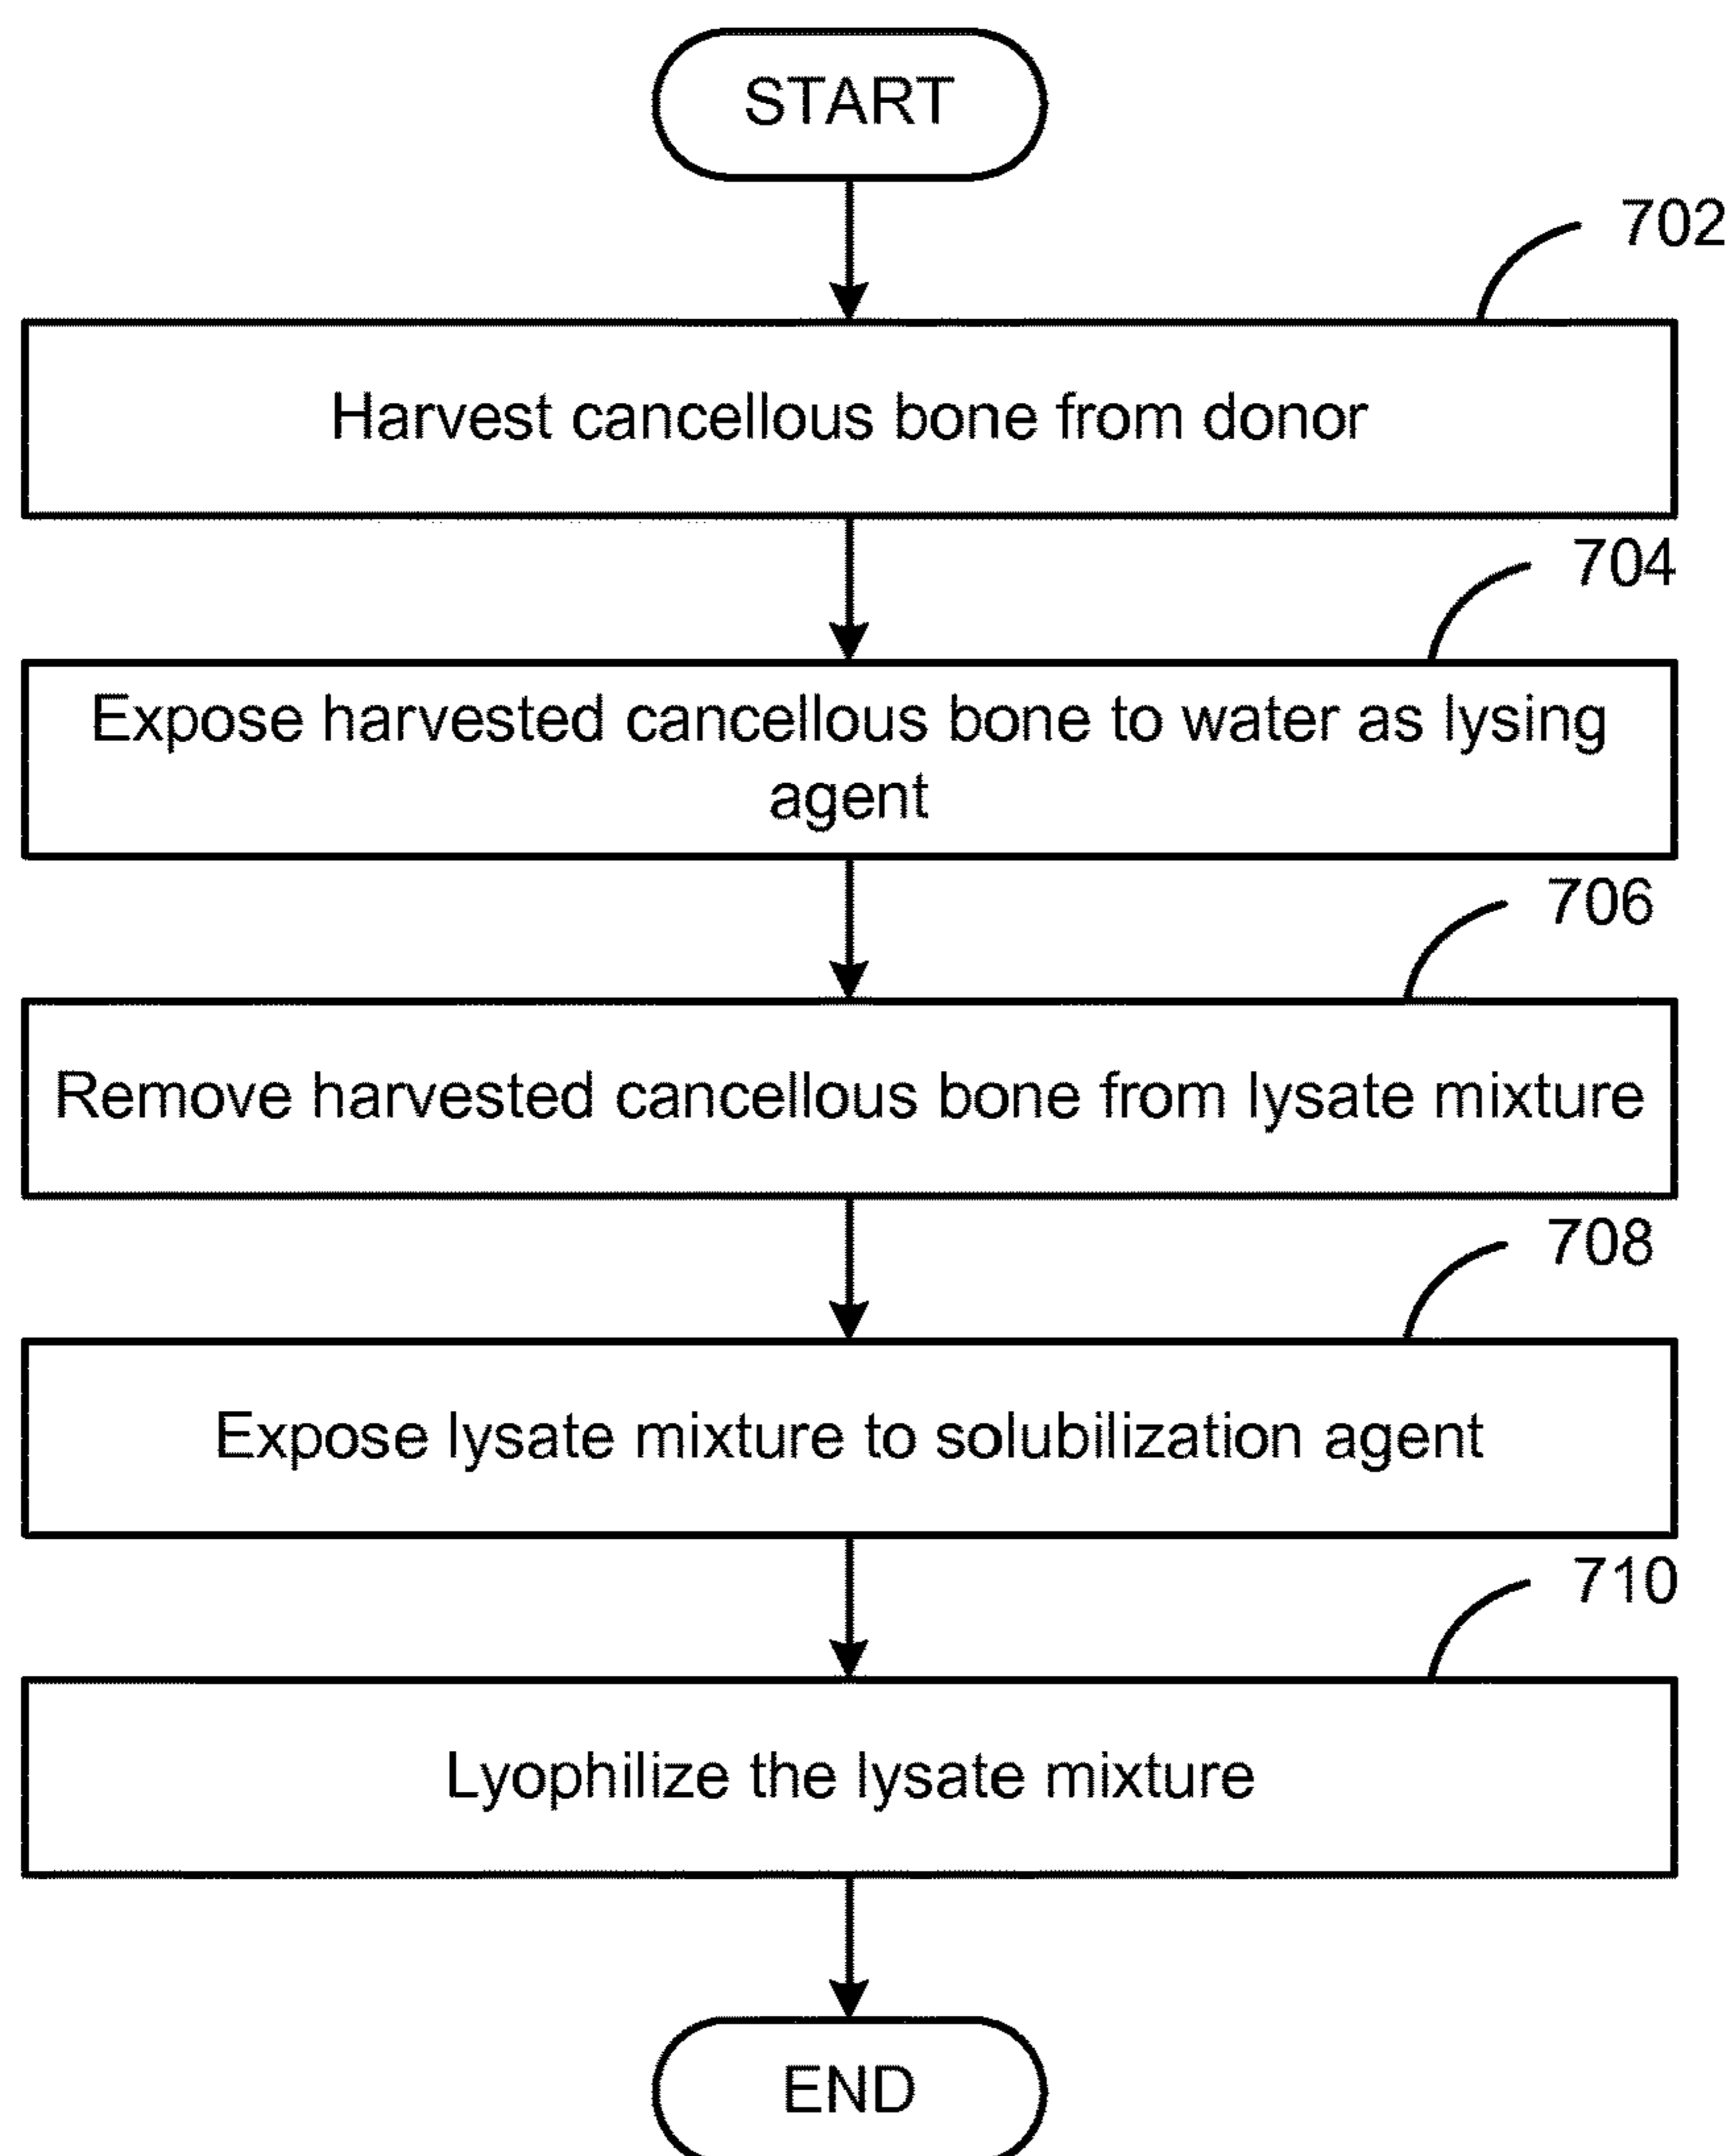 START
702
Harvest cancellous bone from donor
704
Expose harvested cancellous bone to water as lysing
agent
706
Remove harvested cancellous bone from lysate mixture
708
Expose lysate mixture to solubilization agent
710
Lyophilize the lysate mixture
END